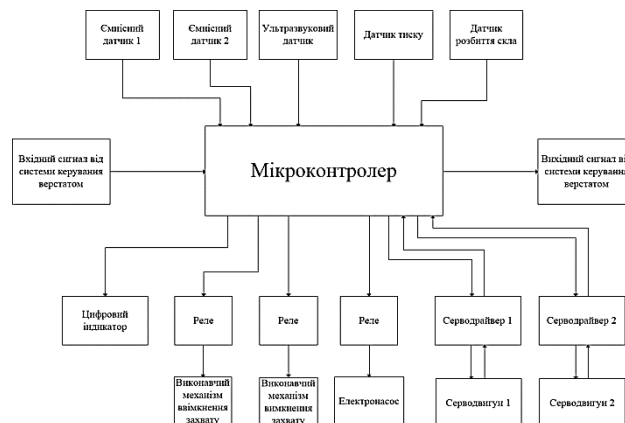 Ємнісний
датчик 1
Ємнісний
датчик 2
Ультразвуковий
датчик
Датчик тиску
Датчик
розбиття скла
Вхідний сигнал від
системи керування
верстатом
Мікроконтролер
Вихідний сигнал від
системи керування
верстатом
Цифровий
індикатор
Реле
Реле
Реле
Серводрайвер 1
Серводрайвер 2
Виконавчий
механізм
ввімкнення
захвату
Виконавчий
механізм
вимкнення
захвату
Електронасос
Серводвигун 1
Серводвигун 2